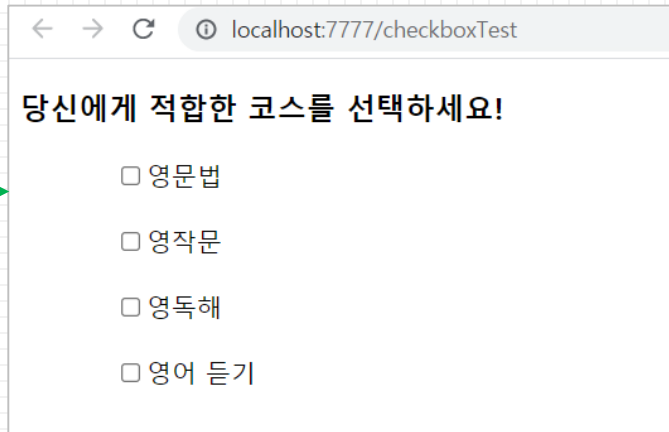 localhost:7777/checkboxTest
당신에게 적합한 코스를 선택하세요!
영문법
영작문
영독해
영어 듣기